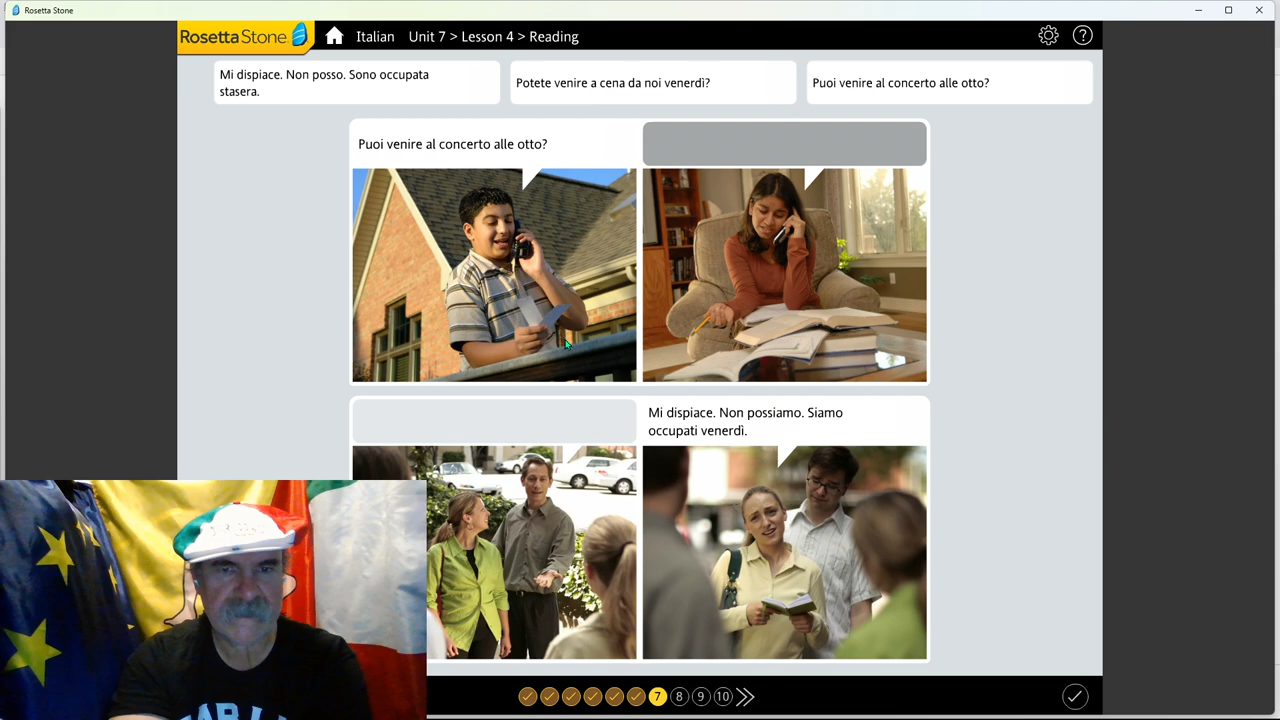 Rosetta Stone
RosettaStone
Italian Unit 7 > Lesson 4 > Reading
?
Mi dispiace. Non posso. Sono occupata
stasera.
Potete venire a cena da noi venerdì?
Puoi venire al concerto alle otto?
Puoi venire al concerto alle otto?
Mi dispiace. Non possiamo. Siamo
occupati venerdì.
7 8 9 10